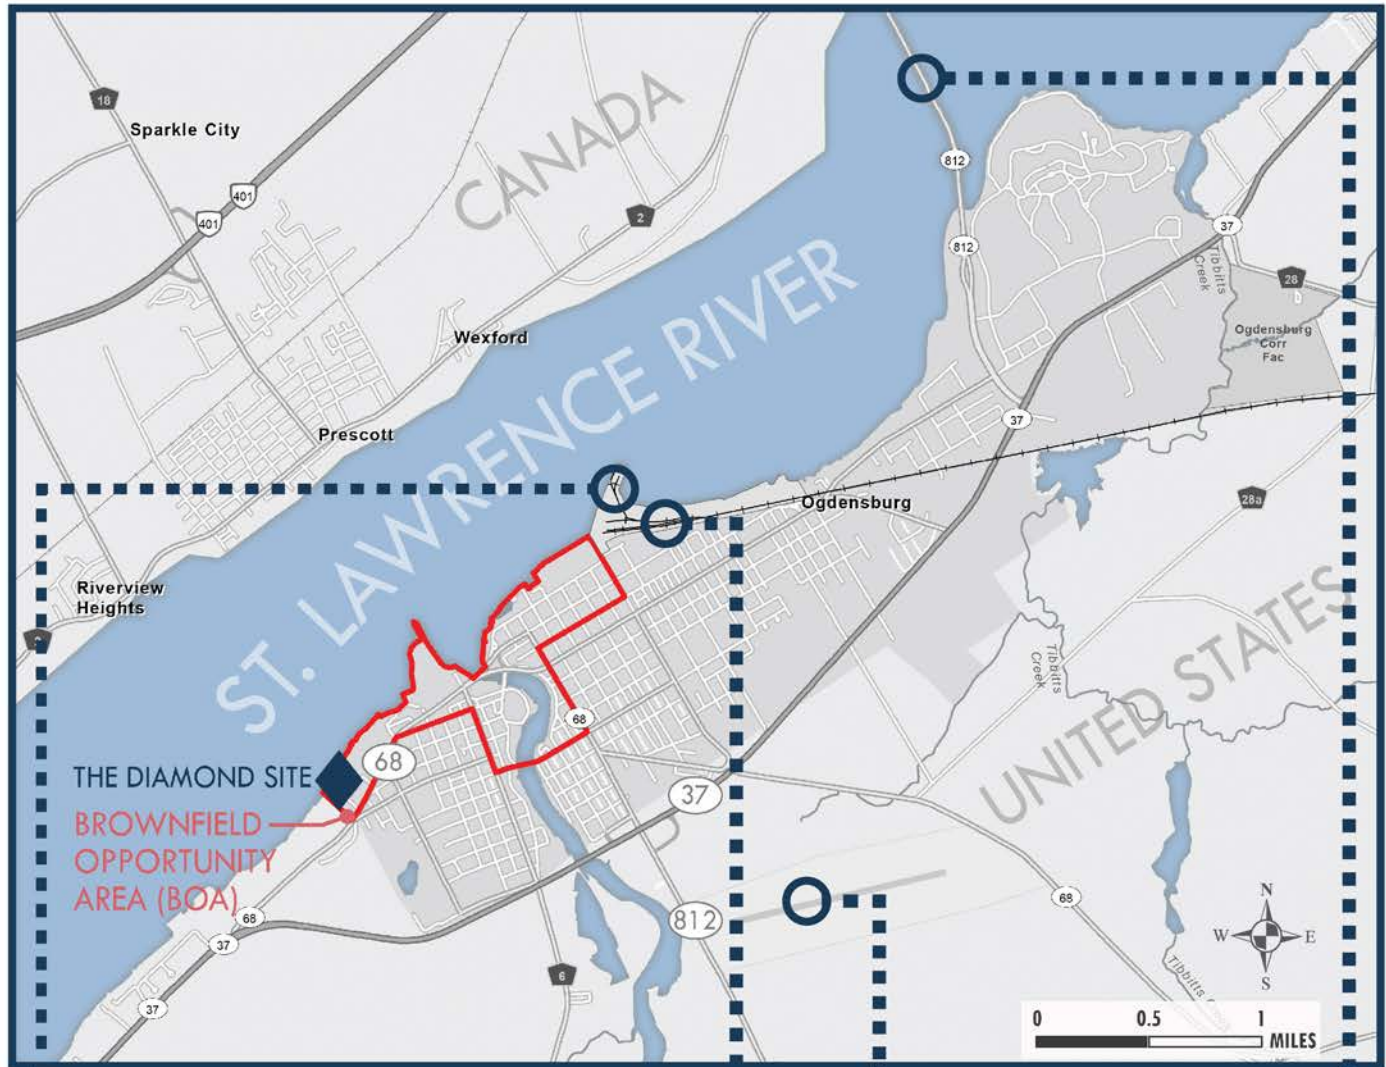 18
Sparkle City
401
401
CANADA
2
812
812
37
Tibbitts
Creek
28
Ogdensburg
Corr
Fac
Wexford
ST. LAWRENCE RIVER
Prescott
37
Ogdensburg
28a
Riverview
Heights
UNITED STATES
Tibbitts
Creek
68
THE DIAMOND SITE
68
37
BROWNFIELD
OPPORTUNITY
AREA (BOA)
68
37
812
68
N
W
E
S
6
37
Tibbitts
0
0.5
1
MILES